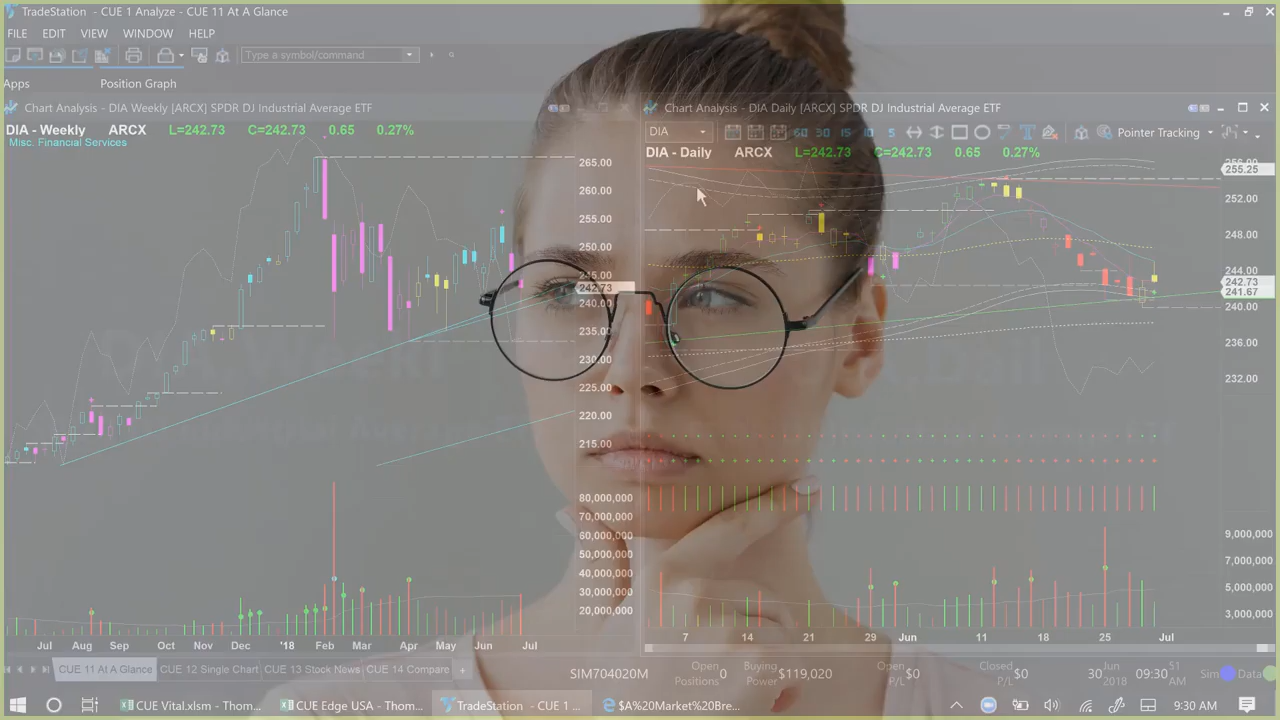 TradeStation - CUE 1 Analyze - CUE 11 At A Glance
FILE EDIT VIEW WINDOW HELP
Type a symbol/command
Apps Position Graph
Chart Analysis - DIA Weekly [ARCX] SPDR DJ Industrial Average ETF
DIA - Weekly ARCX L=242.73 C=242.73 0.65 0.27%
Misc. Financial Services
265.00
260.00
255.00
250.00
245.00
242.73
240.00
235.00
230.00
225.00
220.00
215.00
80,000,000
70,000,000
60,000,000
50,000,000
40,000,000
30,000,000
20,000,000
Jul Aug Sep Oct Nov Dec '18 Feb Mar Apr May Jun Jul
Chart Analysis - DIA Daily [ARCX] SPDR DJ Industrial Average ETF
DIA 60 30 15 10 5 Pointer Tracking
DIA - Daily ARCX L=242.73 C=242.73 0.65 0.27%
256.00
255.25
252.00
248.00
244.00
242.73
241.67
240.00
236.00
232.00
9,000,000
7,000,000
5,000,000
3,000,000
7 14 21 29 Jun 11 18 25 Jul
CUE 11 At A Glance CUE 12 Single Chart CUE 13 Stock News CUE 14 Compare +
SIM704020M Open Positions 0 Buying Power $119,020 Open P/L $0 Closed P/L $0 30 Jun 2018 09:30 51 AM Sim Data
CUE Vital.xlsm - Thom... CUE Edge USA - Thom... TradeStation - CUE 1 ... $A%20Market%20Bre... 9:30 AM